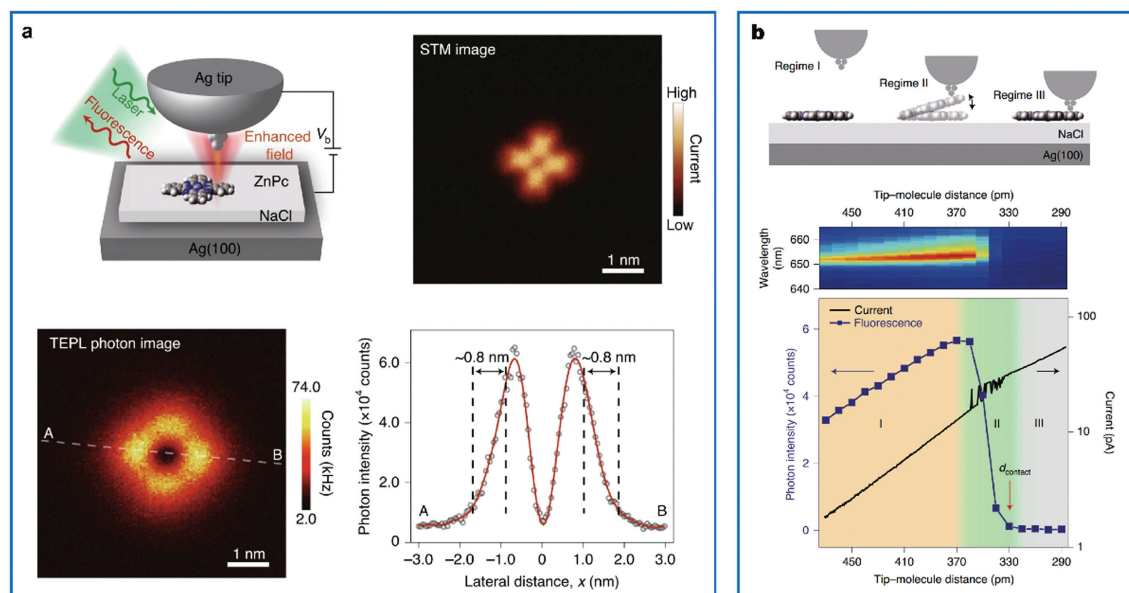 a
Laser
Fluorescence
Ag tip
Enhanced
field
V_b
ZnPc
NaCl
Ag(100)
STM image
High
Current
Low
1 nm
TEPL photon image
A
B
74.0
Counts (kHz)
2.0
1 nm
~0.8 nm
~0.8 nm
Photon intensity (×10⁴ counts)
6.0
4.0
2.0
0
A
B
-3.0 -2.0 -1.0 0 1.0 2.0 3.0
Lateral distance, x (nm)
b
Regime I
Regime II
Regime III
NaCl
Ag(100)
Tip–molecule distance (pm)
450 410 370 330 290
Wavelength
(nm)
660
650
640
Current
Fluorescence
Photon intensity (×10⁴ counts)
6
4
2
0
I
II
III
d_contact
100
10
1
Current (pA)
450 410 370 330 290
Tip–molecule distance (pm)